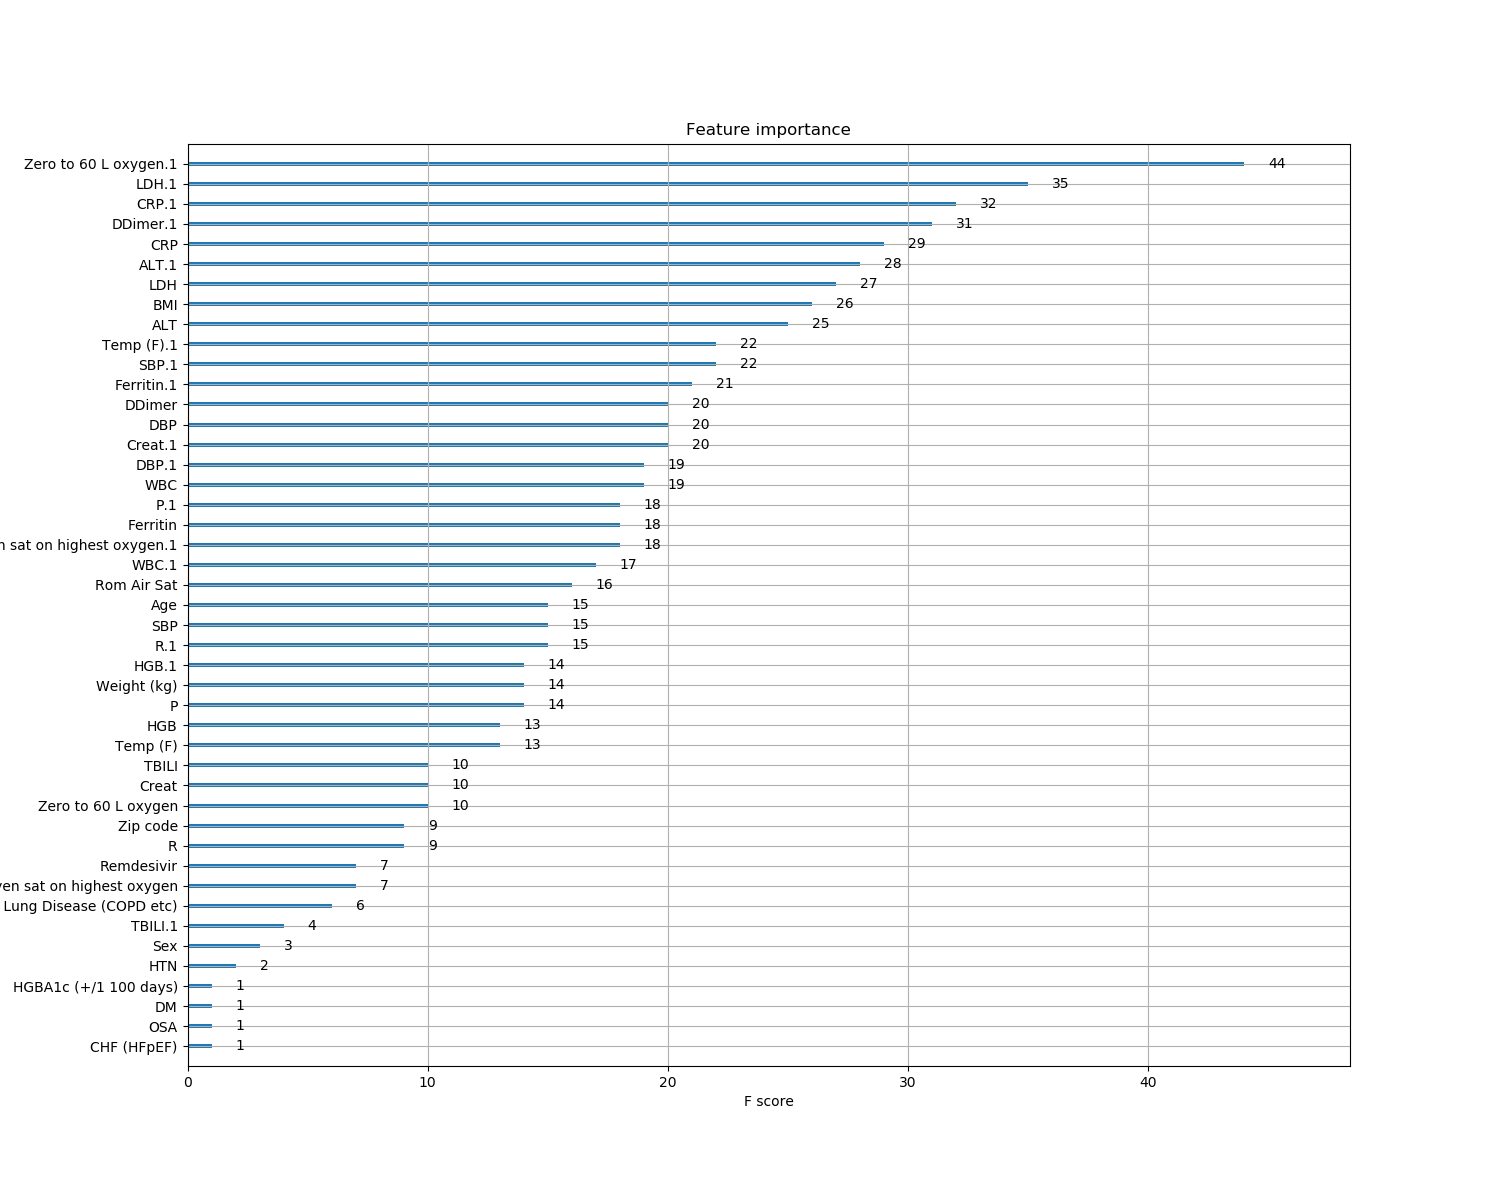 Feature importance
Zero to 60 L oxygen.1 44
LDH.1 35
CRP.1 32
DDimer.1 31
CRP 29
ALT.1 28
LDH 27
BMI 26
ALT 25
Temp (F).1 22
SBP.1 22
Ferritin.1 21
DDimer 20
DBP 20
Creat.1 20
DBP.1 19
WBC 19
P.1 18
Ferritin 18
sat on highest oxygen.1 18
WBC.1 17
Rom Air Sat 16
Age 15
SBP 15
R.1 15
HGB.1 14
Weight (kg) 14
P 14
HGB 13
Temp (F) 13
TBILI 10
Creat 10
Zero to 60 L oxygen 10
Zip code 9
R 9
Remdesivir 7
sat on highest oxygen 7
Lung Disease (COPD etc) 6
TBILI.1 4
Sex 3
HTN 2
HGBA1c (+/1 100 days) 1
DM 1
OSA 1
CHF (HFpEF) 1
0 10 20 30 40
F score